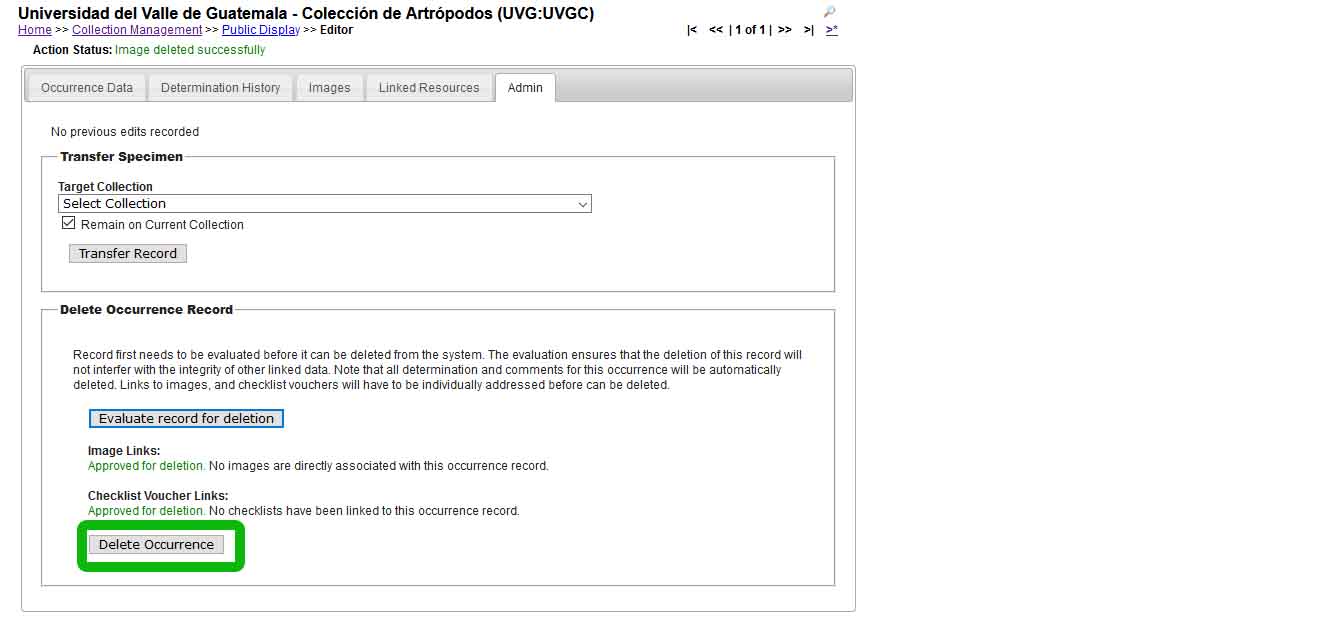 Universidad del Valle de Guatemala - Colección de Artrópodos (UVG:UVGC)
Home >> Collection Management >> Public Display >> Editor |< << | 1 of 1 | >> >| >*
Action Status: Image deleted successfully
Occurrence Data Determination History Images Linked Resources Admin
No previous edits recorded
Transfer Specimen
Target Collection
Select Collection
Remain on Current Collection
Transfer Record
Delete Occurrence Record
Record first needs to be evaluated before it can be deleted from the system. The evaluation ensures that the deletion of this record will
not interfer with the integrity of other linked data. Note that all determination and comments for this occurrence will be automatically
deleted. Links to images, and checklist vouchers will have to be individually addressed before can be deleted.
Evaluate record for deletion
Image Links:
Approved for deletion. No images are directly associated with this occurrence record.
Checklist Voucher Links:
Approved for deletion. No checklists have been linked to this occurrence record.
Delete Occurrence